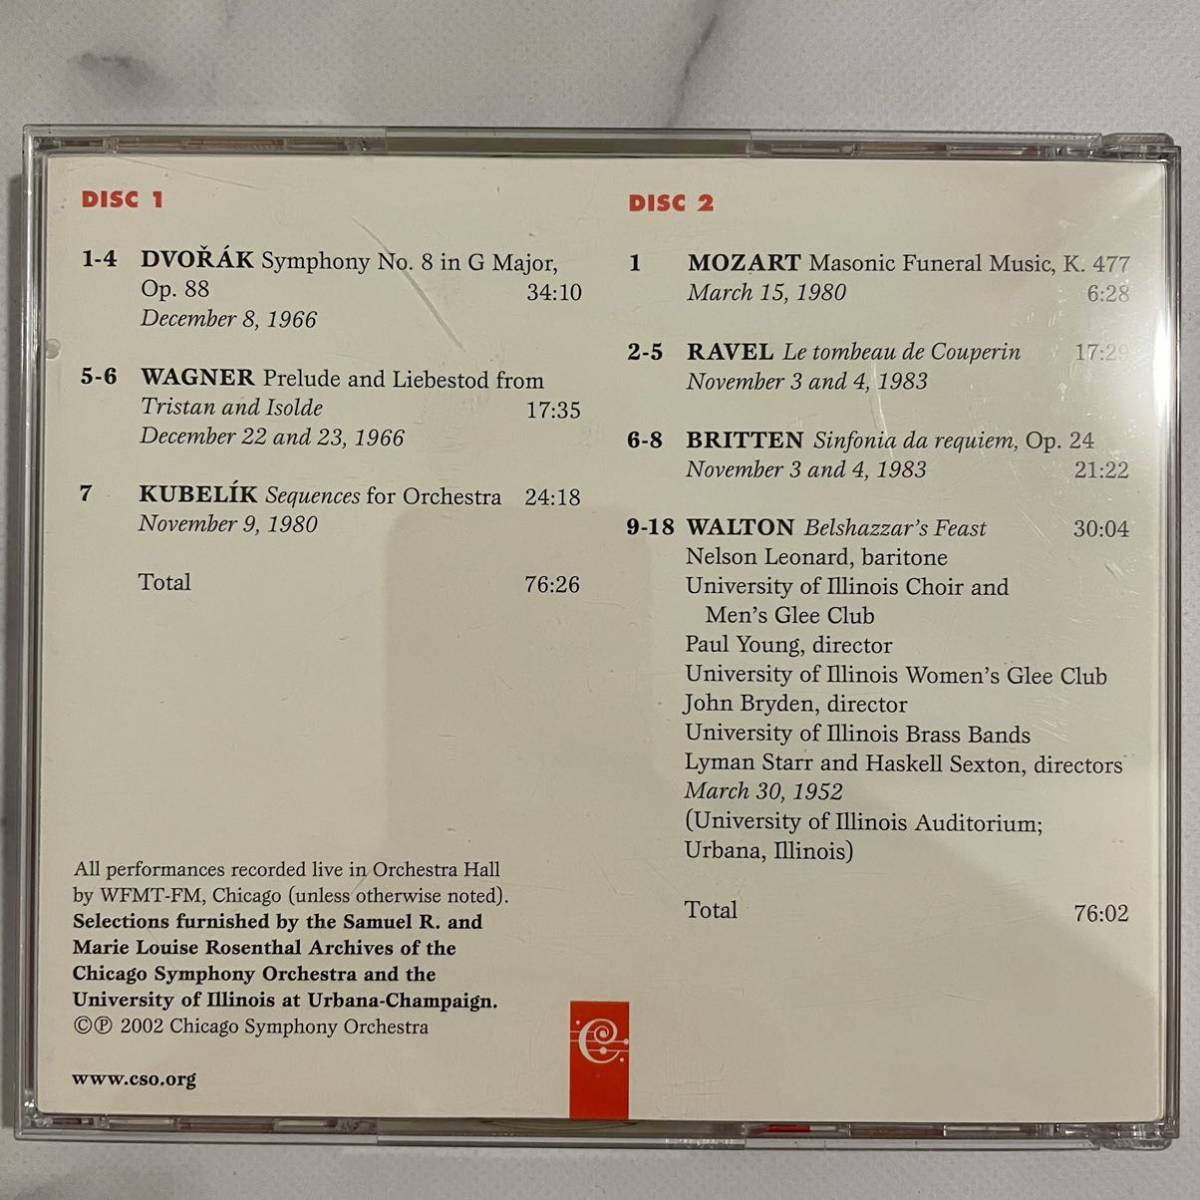 DISC 1
1-4 DVOŘÁK Symphony No. 8 in G Major,
Op. 88 34:10
December 8, 1966
5-6 WAGNER Prelude and Liebestod from
Tristan and Isolde 17:35
December 22 and 23, 1966
7 KUBELÍK Sequences for Orchestra 24:18
November 9, 1980
Total 76:26
All performances recorded live in Orchestra Hall
by WFMT-FM, Chicago (unless otherwise noted).
Selections furnished by the Samuel R. and
Marie Louise Rosenthal Archives of the
Chicago Symphony Orchestra and the
University of Illinois at Urbana-Champaign.
©℗ 2002 Chicago Symphony Orchestra
www.cso.org
DISC 2
1 MOZART Masonic Funeral Music, K. 477
March 15, 1980 6:28
2-5 RAVEL Le tombeau de Couperin 17:29
November 3 and 4, 1983
6-8 BRITTEN Sinfonia da requiem, Op. 24
November 3 and 4, 1983 21:22
9-18 WALTON Belshazzar's Feast 30:04
Nelson Leonard, baritone
University of Illinois Choir and
Men's Glee Club
Paul Young, director
University of Illinois Women's Glee Club
John Bryden, director
University of Illinois Brass Bands
Lyman Starr and Haskell Sexton, directors
March 30, 1952
(University of Illinois Auditorium;
Urbana, Illinois)
Total 76:02